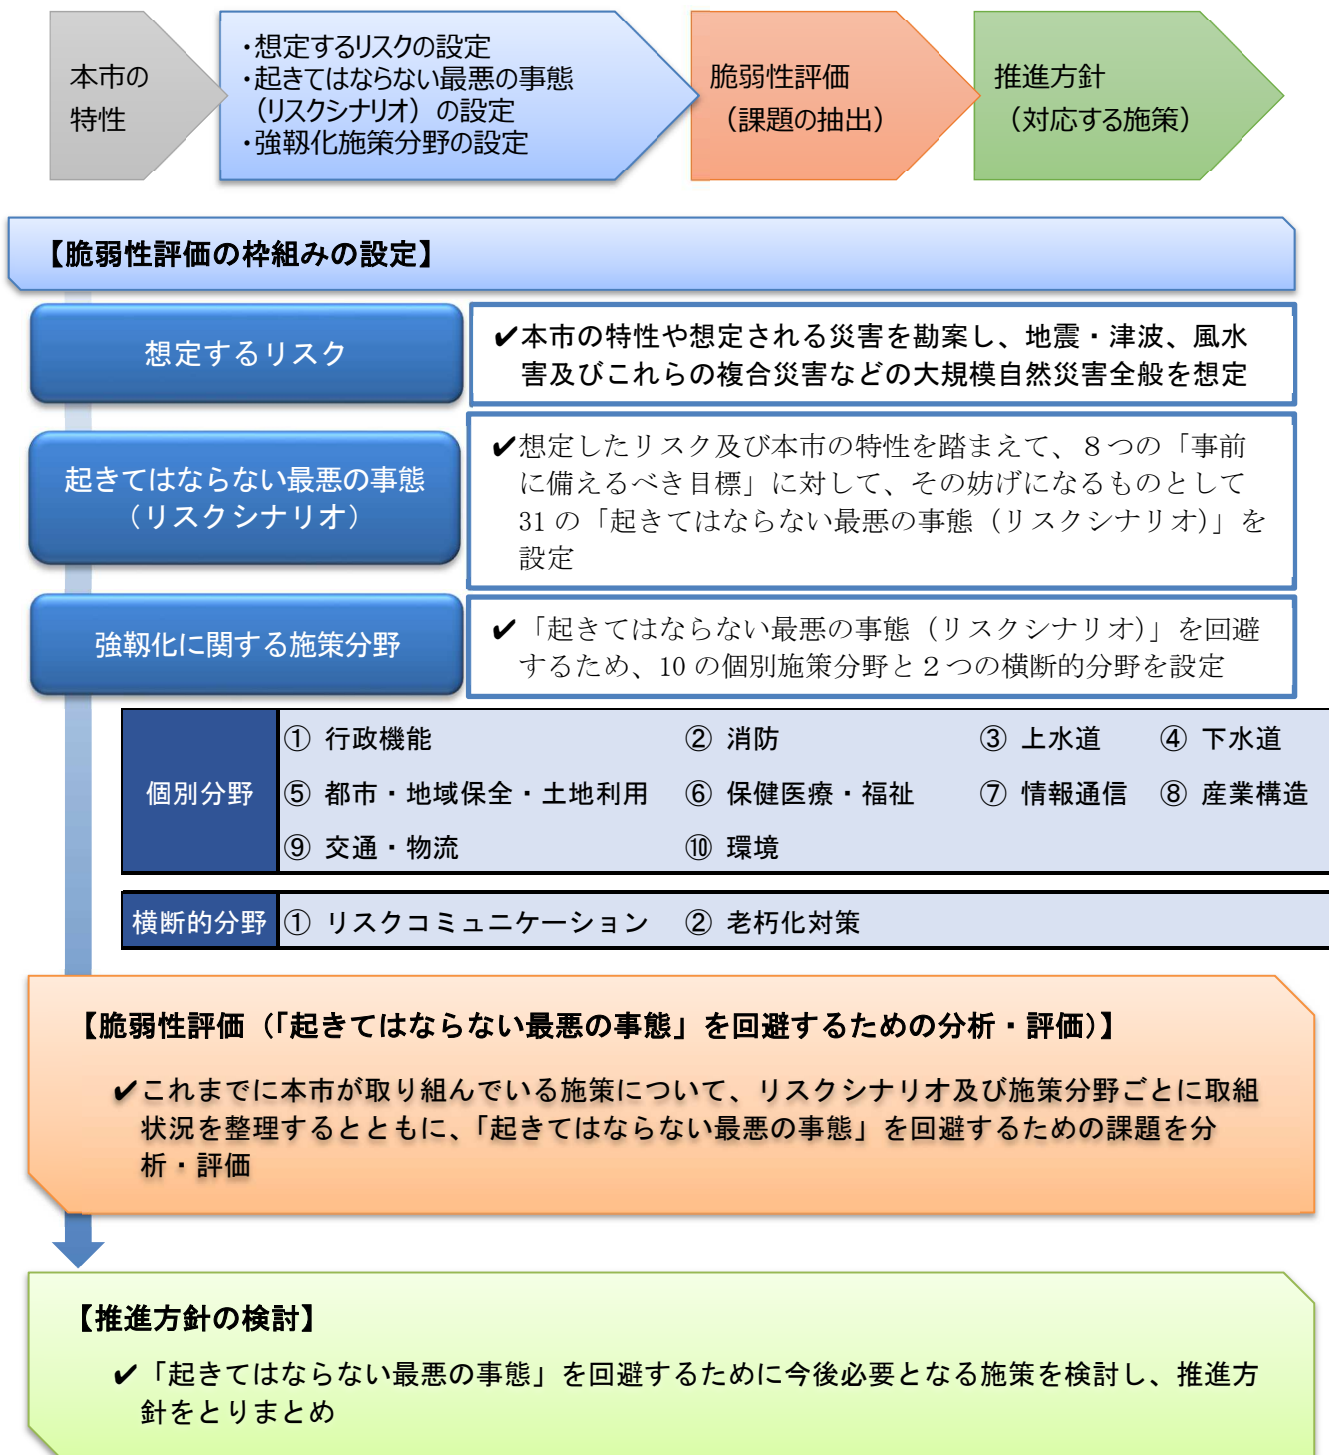 本市の
特性
・想定するリスクの設定
・起きてはならない最悪の事態
（リスクシナリオ）の設定
・強靱化施策分野の設定
脆弱性評価
（課題の抽出）
推進方針
（対応する施策）
【脆弱性評価の枠組みの設定】
想定するリスク
✔本市の特性や想定される災害を勘案し、地震・津波、風水
害及びこれらの複合災害などの大規模自然災害全般を想定
起きてはならない最悪の事態
（リスクシナリオ）
✔想定したリスク及び本市の特性を踏まえて、８つの「事前
に備えるべき目標」に対して、その妨げになるものとして
31の「起きてはならない最悪の事態（リスクシナリオ）」を
設定
強靱化に関する施策分野
✔「起きてはならない最悪の事態（リスクシナリオ）」を回避
するため、10の個別施策分野と２つの横断的分野を設定
個別分野
① 行政機能 ② 消防 ③ 上水道 ④ 下水道
⑤ 都市・地域保全・土地利用 ⑥ 保健医療・福祉 ⑦ 情報通信 ⑧ 産業構造
⑨ 交通・物流 ⑩ 環境
横断的分野 ① リスクコミュニケーション ② 老朽化対策
【脆弱性評価（「起きてはならない最悪の事態」を回避するための分析・評価）】
✔これまでに本市が取り組んでいる施策について、リスクシナリオ及び施策分野ごとに取組
状況を整理するとともに、「起きてはならない最悪の事態」を回避するための課題を分
析・評価
【推進方針の検討】
✔「起きてはならない最悪の事態」を回避するために今後必要となる施策を検討し、推進方
針をとりまとめ